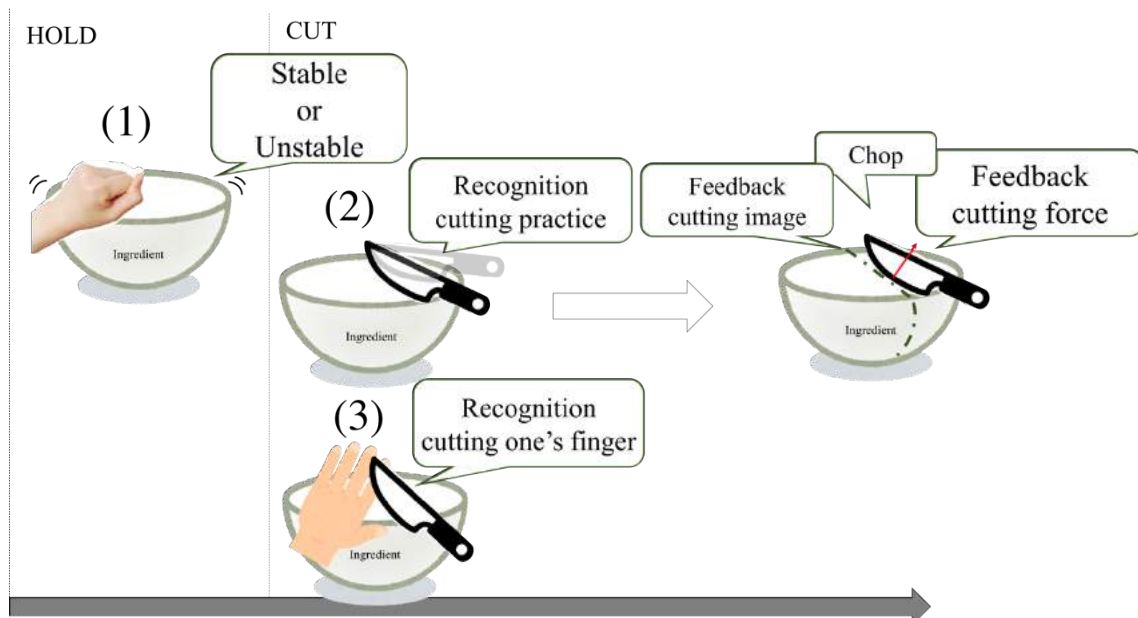 HOLD
CUT
Stable
or
Unstable
(1)
Ingredient
(2)
Recognition
cutting practice
Ingredient
Chop
Feedback
cutting image
Feedback
cutting force
Ingredient
(3)
Recognition
cutting one's finger
Ingredient